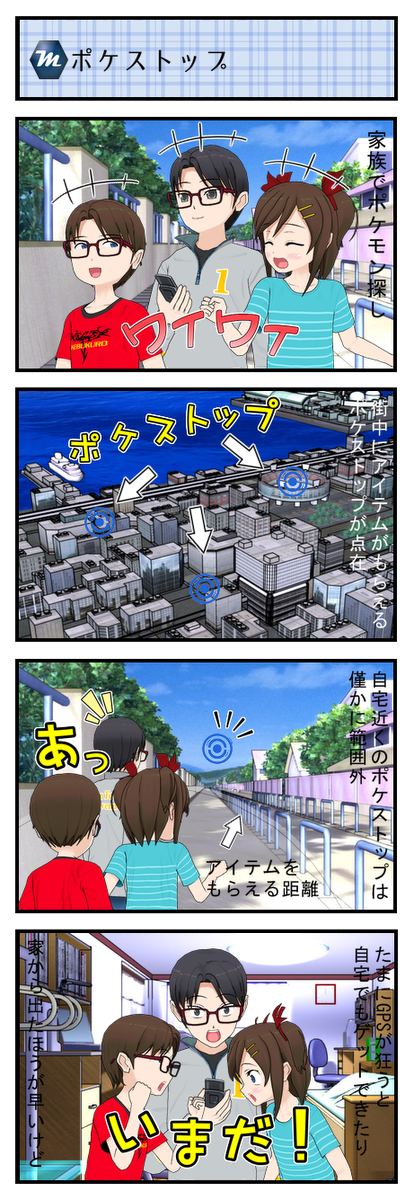 m
ポケストップ
家族でポケモン探し
1
KEBUKURO
ワイワイ
街中にアイテムがもらえる
ポケストップが点在
ポケストップ
自宅近くのポケストップは
僅かに範囲外
あっ
アイテムを
もらえる距離
たまにGPSが狂うと
自宅でもゲットできたり
いまだ！
家から出たほうが早いけど